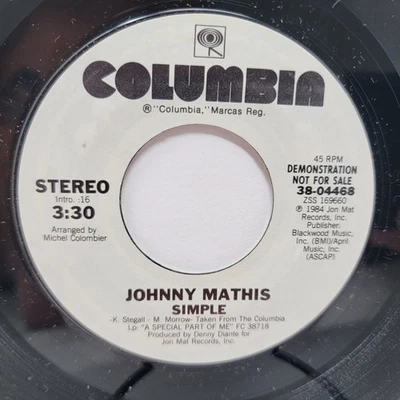 COLUMBIA
® "Columbia," Marcas Reg.
STEREO
Intro. :16
3:30
Arranged by
Michel Colombier
45 RPM
DEMONSTRATION
NOT FOR SALE
38-04468
ZSS 169660
℗ 1984 Jon Mat
Records, Inc.
Publisher:
Blackwood Music,
Inc. (BMI)/April
Music, Inc.
(ASCAP)
JOHNNY MATHIS
SIMPLE
-K. Stegall - M. Morrow- Taken From The Columbia
Lp: "A SPECIAL PART OF ME" FC 38718
Produced by Denny Diante for
Jon Mat Records, Inc.